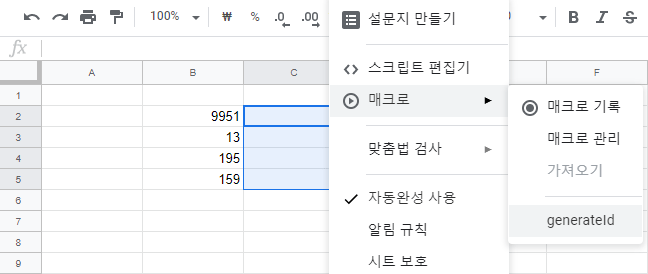 100%
₩
%
.0
.00
B
I
S
fx
A
B
C
F
1
2
9951
3
13
4
195
5
159
6
7
8
9
설문지 만들기
스크립트 편집기
매크로
맞춤법 검사
자동완성 사용
알림 규칙
시트 보호
매크로 기록
매크로 관리
가져오기
generateId